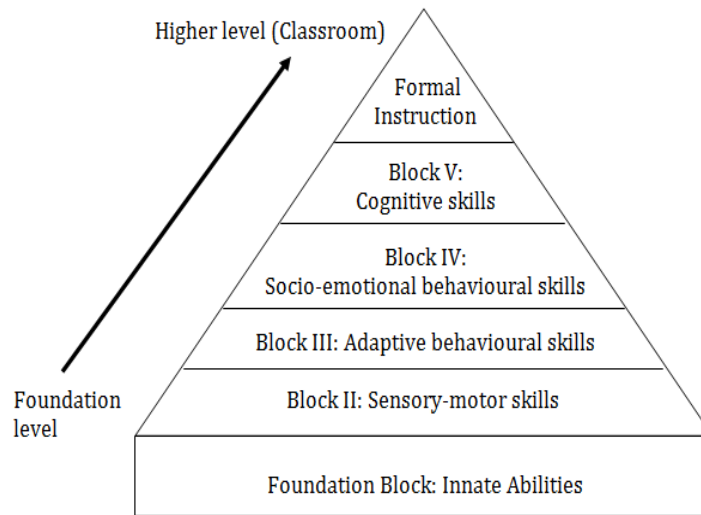 Higher level (Classroom)
Formal
Instruction
Block V:
Cognitive skills
Block IV:
Socio-emotional behavioural skills
Block III: Adaptive behavioural skills
Foundation
level
Block II: Sensory-motor skills
Foundation Block: Innate Abilities